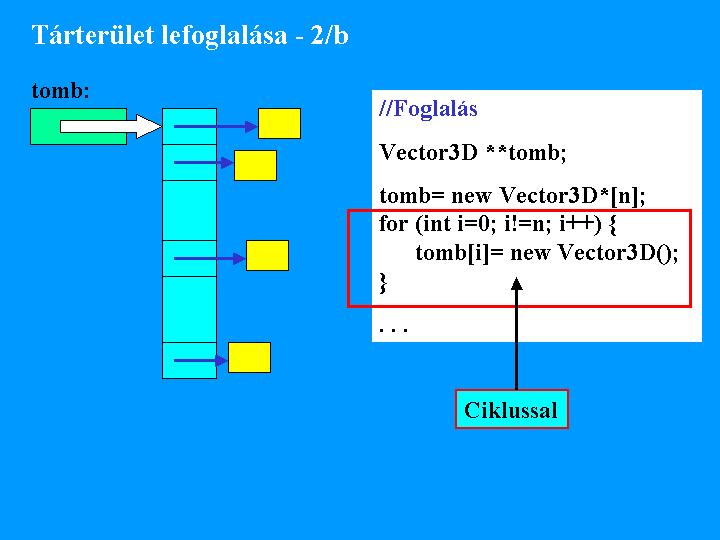 Tárterület lefoglalása - 2/b
tomb:
//Foglalás
Vector3D **tomb;
tomb= new Vector3D*[n];
for (int i=0; i!=n; i++) {
tomb[i]= new Vector3D();
}
. . .
Ciklussal